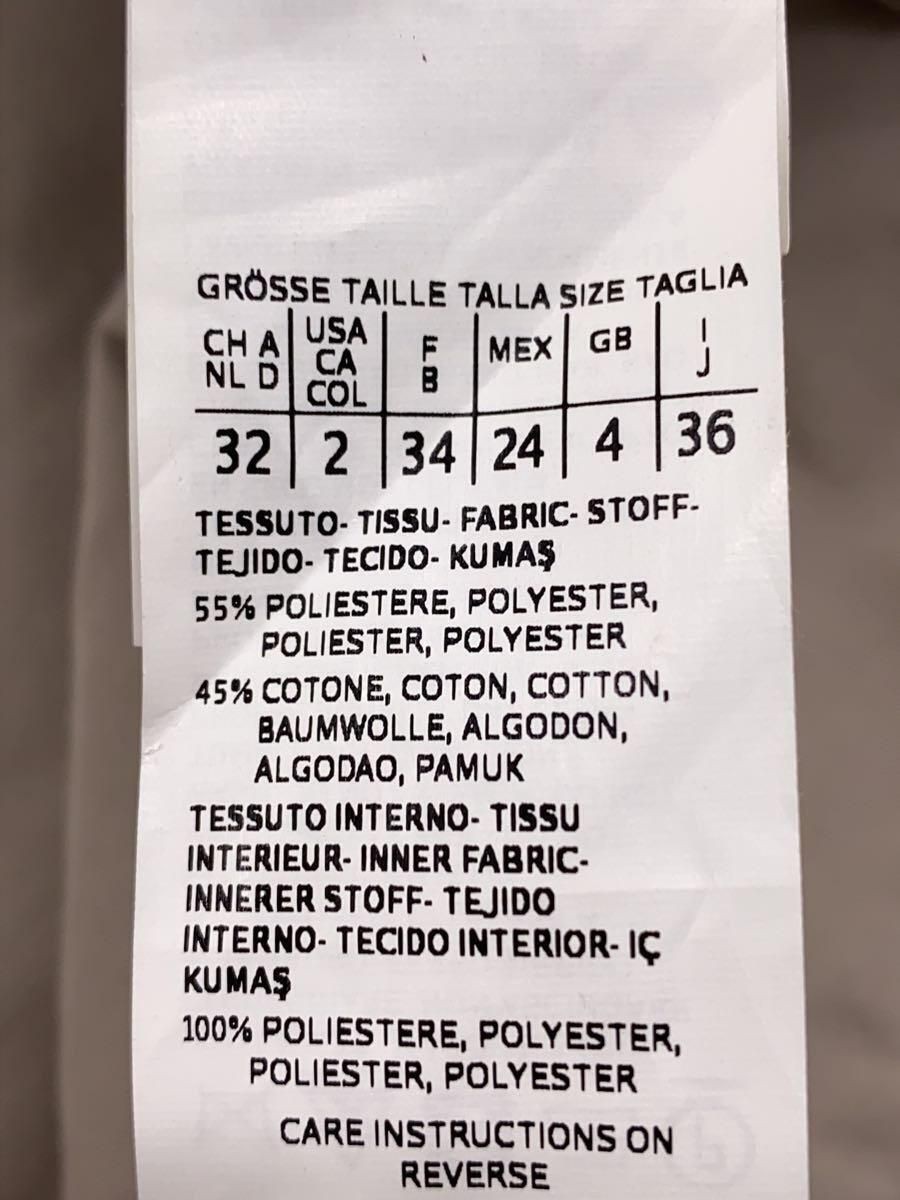 GRÖSSE TAILLE TALLA SIZE TAGLIA
CH A USA F MEX GB I
NL D CA B J
COL
32 2 34 24 4 36
TESSUTO- TISSU- FABRIC- STOFF-
TEJIDO- TECIDO- KUMAŞ
55% POLIESTERE, POLYESTER,
POLIESTER, POLYESTER
45% COTONE, COTON, COTTON,
BAUMWOLLE, ALGODON,
ALGODAO, PAMUK
TESSUTO INTERNO- TISSU
INTERIEUR- INNER FABRIC-
INNERER STOFF- TEJIDO
INTERNO- TECIDO INTERIOR- IÇ
KUMAŞ
100% POLIESTERE, POLYESTER,
POLIESTER, POLYESTER
CARE INSTRUCTIONS ON
REVERSE